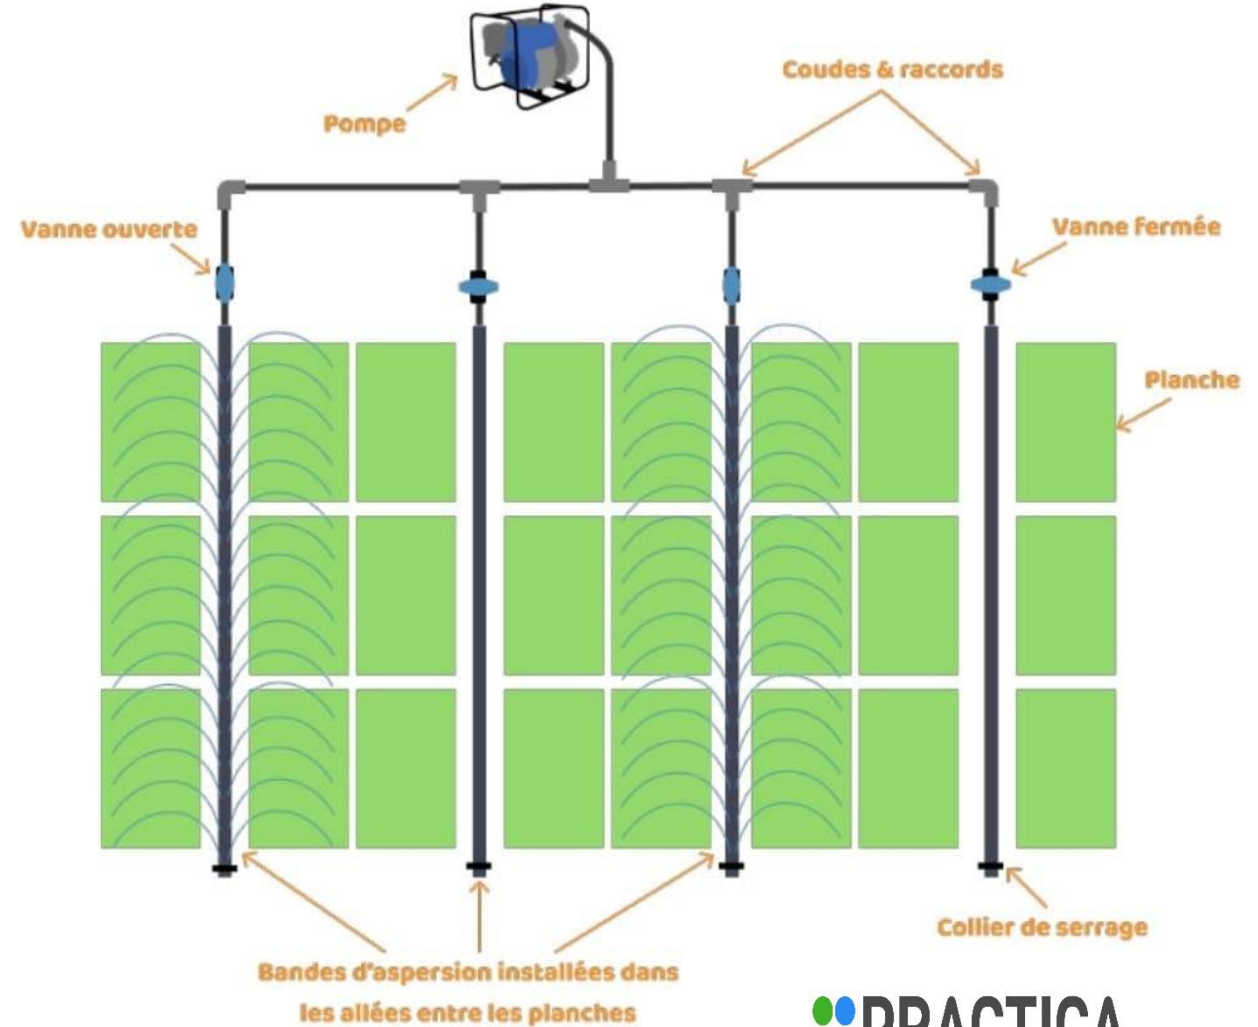 Coudes & raccords
Pompe
Vanne ouverte
Vanne fermée
Planche
Collier de serrage
Bandes d'aspersion installées dans
les allées entre les planches
PRACTICA